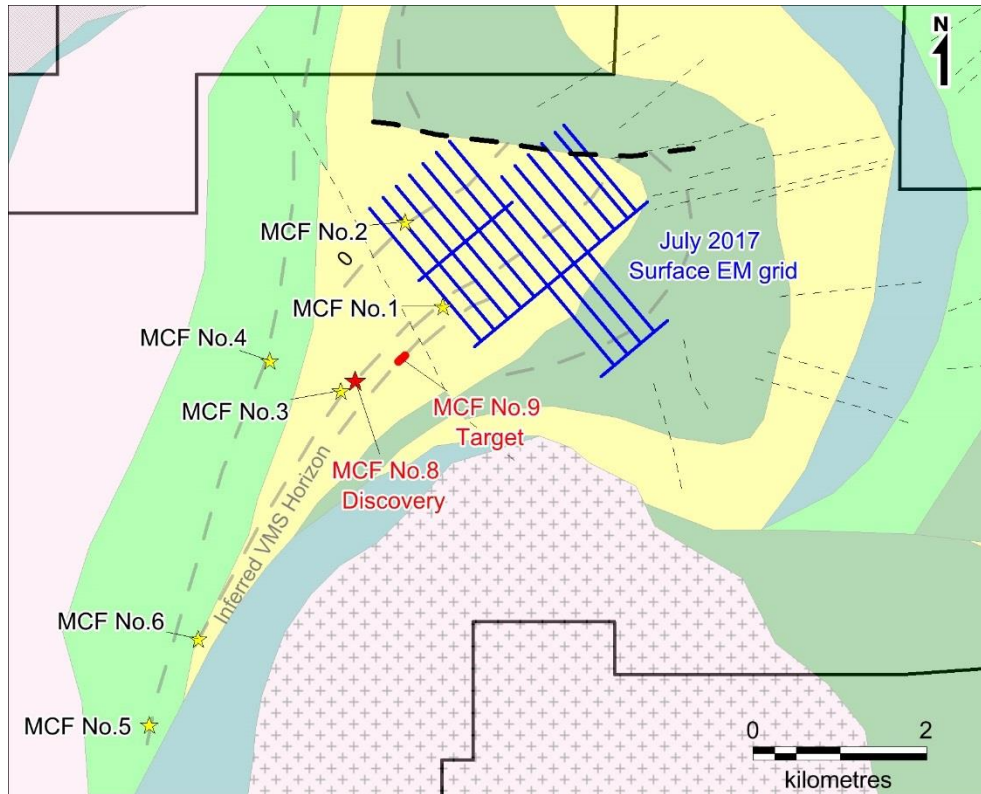 N
MCF No.2
0
July 2017
Surface EM grid
MCF No.1
MCF No.4
MCF No.3
MCF No.9
Target
MCF No.8
Discovery
Inferred VMS Horizon
MCF No.6
MCF No.5
0 2
kilometres